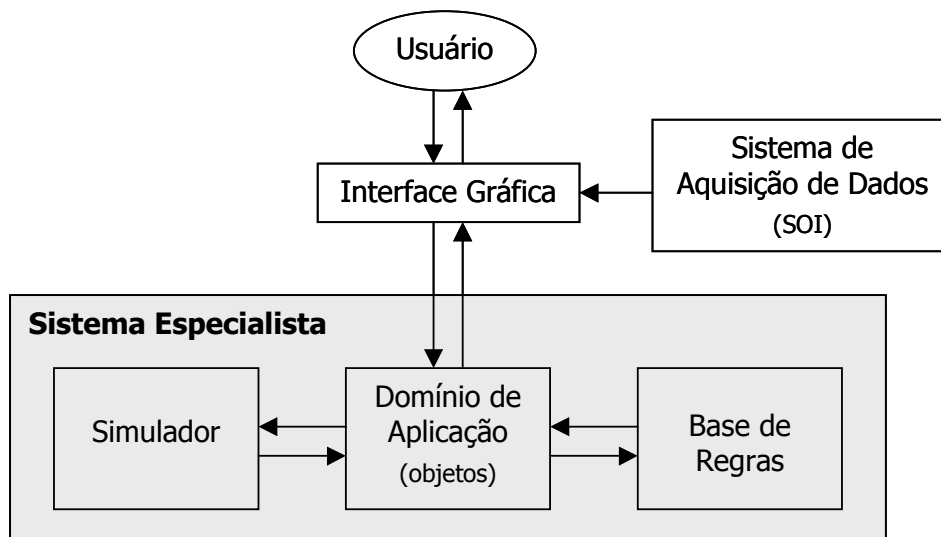 Usuário
Interface Gráfica
Sistema de
Aquisição de Dados
(SOI)
Sistema Especialista
Simulador
Domínio de
Aplicação
(objetos)
Base de
Regras